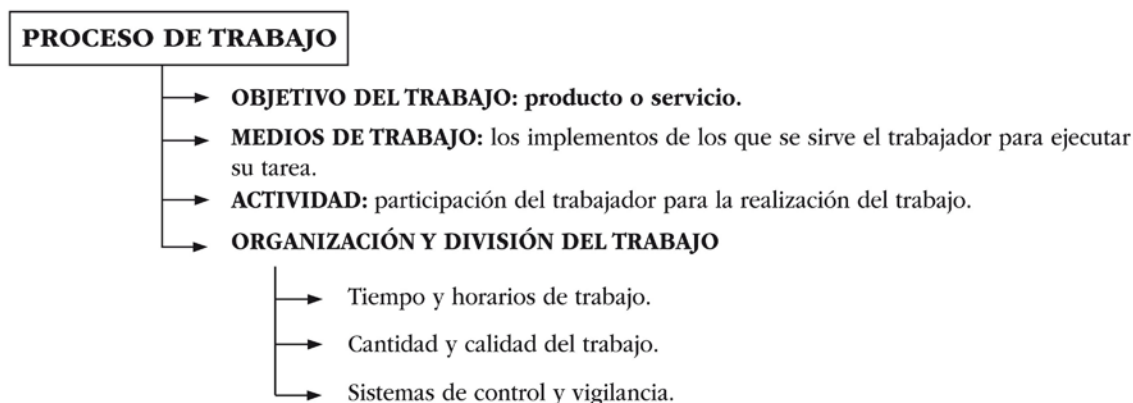 PROCESO DE TRABAJO
OBJETIVO DEL TRABAJO: producto o servicio.
MEDIOS DE TRABAJO: los implementos de los que se sirve el trabajador para ejecutar
su tarea.
ACTIVIDAD: participación del trabajador para la realización del trabajo.
ORGANIZACIÓN Y DIVISIÓN DEL TRABAJO
Tiempo y horarios de trabajo.
Cantidad y calidad del trabajo.
Sistemas de control y vigilancia.